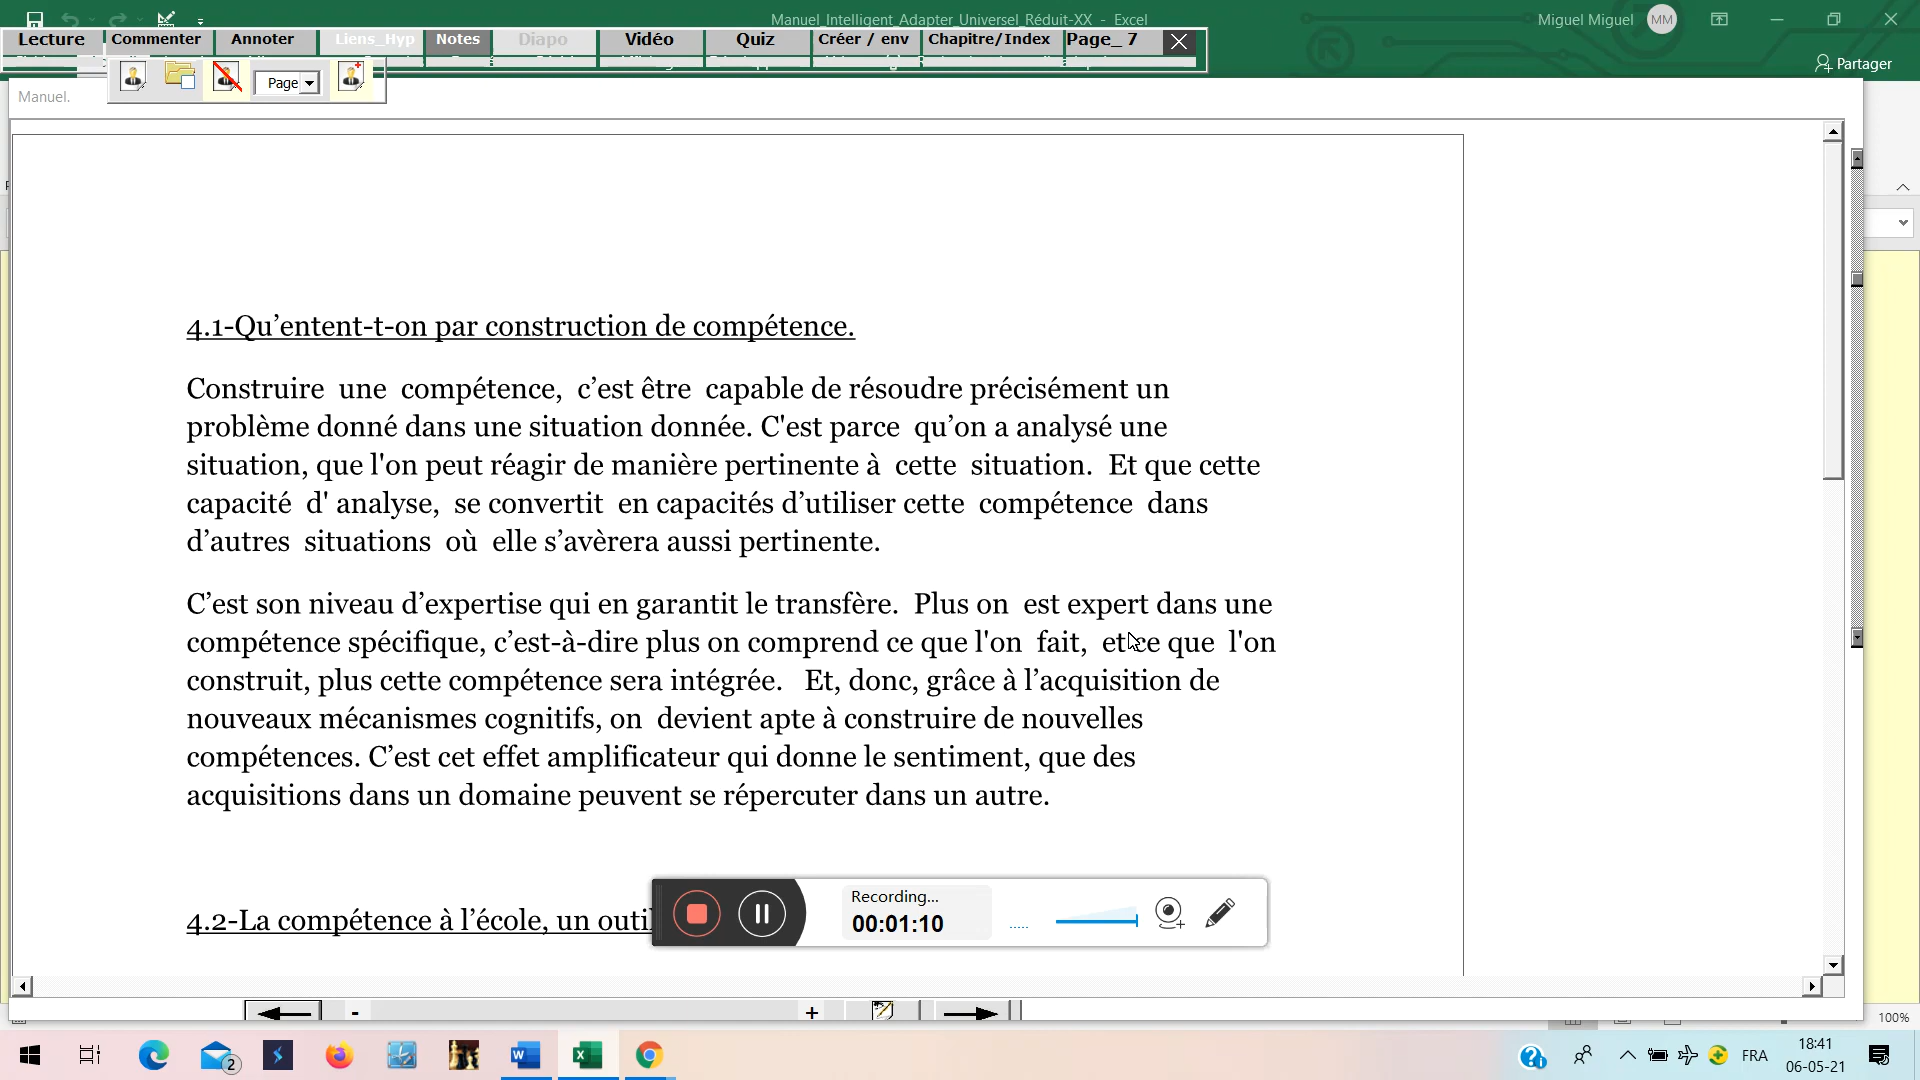 Manuel_Intelligent_Adapter_Universel_Réduit-XX - Excel
Miguel Miguel MM
Lecture Commenter Annoter Liens_Hyp Notes Diapo Vidéo Quiz Créer / env Chapitre/Index Page_ 7
Partager
Page
Manuel.
4.1-Qu’entent-t-on par construction de compétence.
Construire une compétence, c’est être capable de résoudre précisément un
problème donné dans une situation donnée. C'est parce qu’on a analysé une
situation, que l'on peut réagir de manière pertinente à cette situation. Et que cette
capacité d' analyse, se convertit en capacités d’utiliser cette compétence dans
d’autres situations où elle s’avèrera aussi pertinente.
C’est son niveau d’expertise qui en garantit le transfère. Plus on est expert dans une
compétence spécifique, c’est-à-dire plus on comprend ce que l'on fait, et ce que l'on
construit, plus cette compétence sera intégrée. Et, donc, grâce à l’acquisition de
nouveaux mécanismes cognitifs, on devient apte à construire de nouvelles
compétences. C’est cet effet amplificateur qui donne le sentiment, que des
acquisitions dans un domaine peuvent se répercuter dans un autre.
4.2-La compétence à l’école, un outil
Recording...
00:01:10
- +
100%
2
FRA
18:41
06-05-21